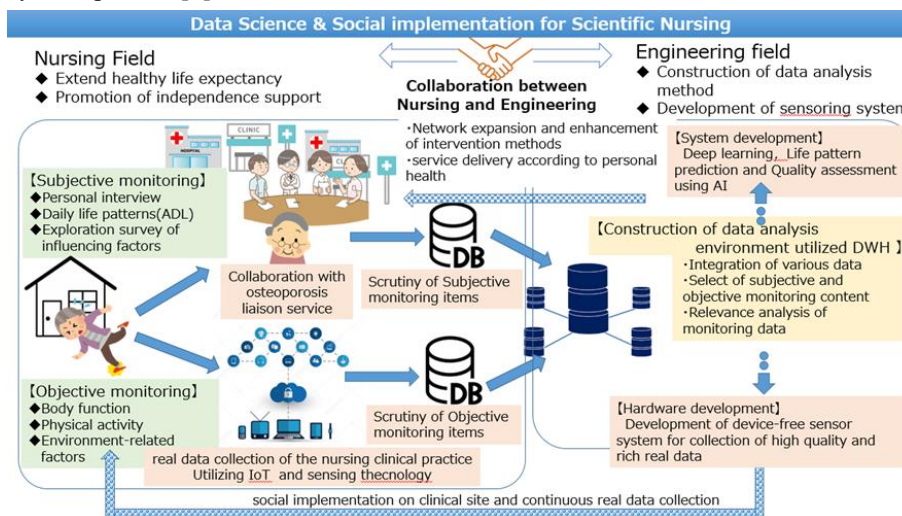 Data Science & Social implementation for Scientific Nursing
Nursing Field
◆ Extend healthy life expectancy
◆ Promotion of independence support
Collaboration between
Nursing and Engineering
・Network expansion and enhancement
of intervention methods
・service delivery according to personal
health
Engineering field
◆ Construction of data analysis
method
◆ Development of sensoring system
HOSPITAL
CLINIC
【Subjective monitoring】
◆Personal interview
◆Daily life patterns(ADL)
◆Exploration survey of
influencing factors
Collaboration with
osteoporosis
liaison service
DB
Scrutiny of Subjective
monitoring items
【System development】
Deep learning, Life pattern
prediction and Quality assessment
using AI
【Construction of data analysis
environment utilized DWH 】
・Integration of various data
・Select of subjective and
objective monitoring content
・Relevance analysis of
monitoring data
【Objective monitoring】
◆Body function
◆Physical activity
◆Environment-related
factors
real data collection of the nursing clinical practice
Utilizing IoT and sensing thecnology
DB
Scrutiny of Objective
monitoring items
【Hardware development】
Development of device-free sensor
system for collection of high quality and
rich real data
social implementation on clinical site and continuous real data collection